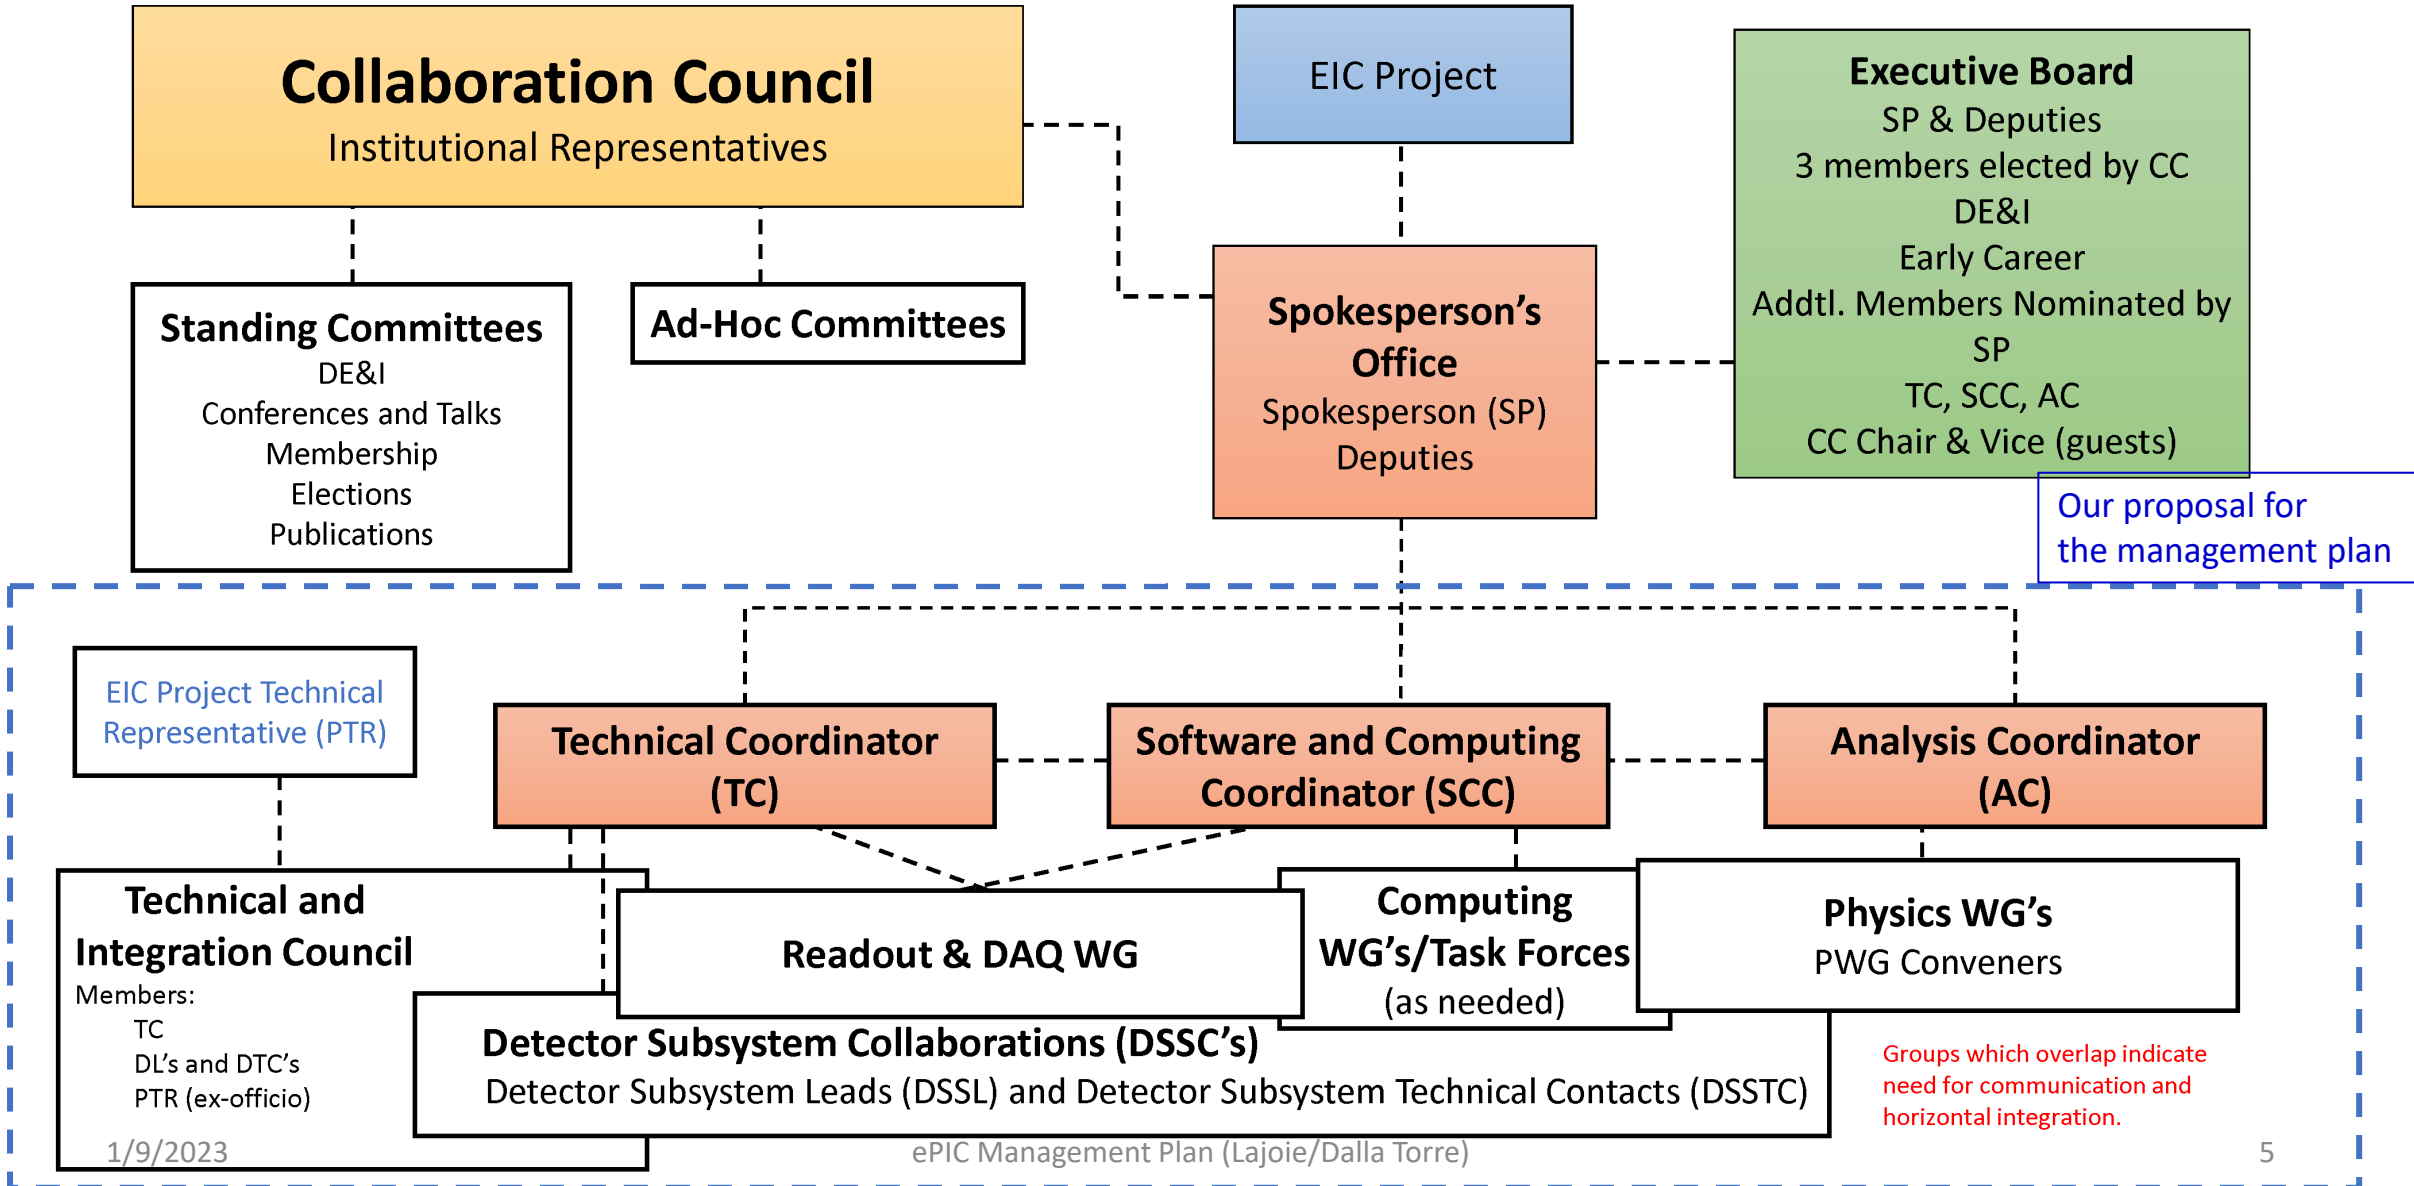 Collaboration Council
Institutional Representatives
EIC Project
Executive Board
SP & Deputies
3 members elected by CC
DE&I
Early Career
Addtl. Members Nominated by
SP
TC, SCC, AC
CC Chair & Vice (guests)
Standing Committees
DE&I
Conferences and Talks
Membership
Elections
Publications
Ad-Hoc Committees
Spokesperson’s
Office
Spokesperson (SP)
Deputies
Our proposal for
the management plan
EIC Project Technical
Representative (PTR)
Technical Coordinator
(TC)
Software and Computing
Coordinator (SCC)
Analysis Coordinator
(AC)
Technical and
Integration Council
Members:
TC
DL’s and DTC’s
PTR (ex-officio)
Readout & DAQ WG
Computing
WG’s/Task Forces
(as needed)
Physics WG’s
PWG Conveners
Detector Subsystem Collaborations (DSSC’s)
Detector Subsystem Leads (DSSL) and Detector Subsystem Technical Contacts (DSSTC)
Groups which overlap indicate
need for communication and
horizontal integration.
1/9/2023
ePIC Management Plan (Lajoie/Dalla Torre)
5